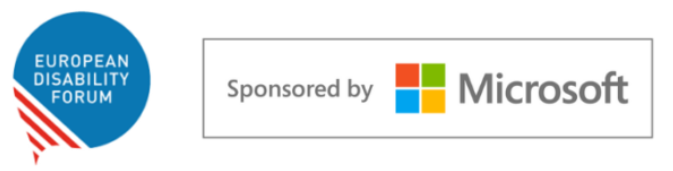 EUROPEAN
DISABILITY
FORUM
Sponsored by Microsoft